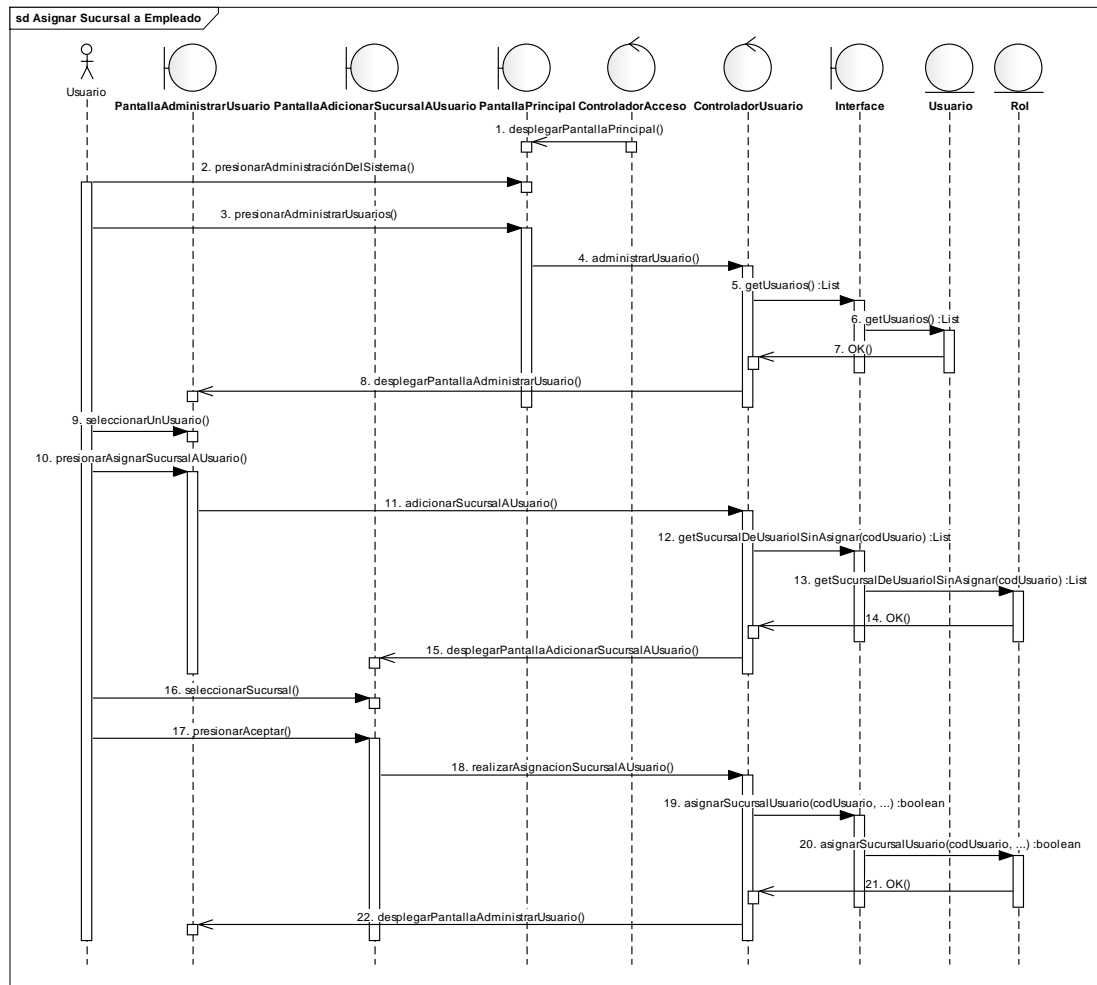 sd Asignar Sucursal a Empleado
Usuario
PantallaAdministrarUsuario
PantallaAdicionarSucursalAUsuario
PantallaPrincipal
ControladorAcceso
ControladorUsuario
Interface
Usuario
Rol
1. desplegarPantallaPrincipal()
2. presionarAdministraciónDelSistema()
3. presionarAdministrarUsuarios()
4. administrarUsuario()
5. getUsuarios() :List
6. getUsuarios() :List
7. OK()
8. desplegarPantallaAdministrarUsuario()
9. seleccionarUnUsuario()
10. presionarAsignarSucursalAUsuario()
11. adicionarSucursalAUsuario()
12. getSucursalDeUsuariolSinAsignar(codUsuario) :List
13. getSucursalDeUsuariolSinAsignar(codUsuario) :List
14. OK()
15. desplegarPantallaAdicionarSucursalAUsuario()
16. seleccionarSucursal()
17. presionarAceptar()
18. realizarAsignacionSucursalAUsuario()
19. asignarSucursalUsuario(codUsuario, ...) :boolean
20. asignarSucursalUsuario(codUsuario, ...) :boolean
21. OK()
22. desplegarPantallaAdministrarUsuario()